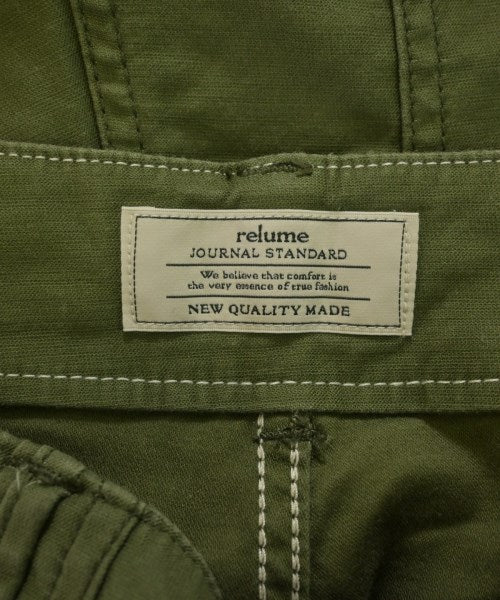 relume
JOURNAL STANDARD
We believe that comfort is
the very essence of true fashion
NEW QUALITY MADE